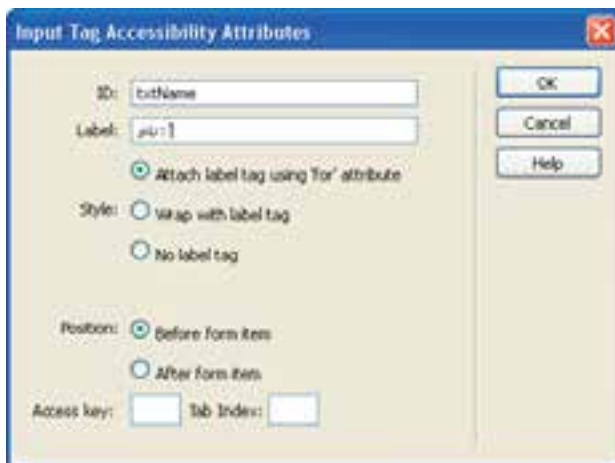 Input Tag Accessibility Attributes
ID: txtName
OK
Label:
Cancel
Attach label tag using 'for' attribute
Help
Style: Wrap with label tag
No label tag
Position: Before form item
After form item
Access key: Tab Index: